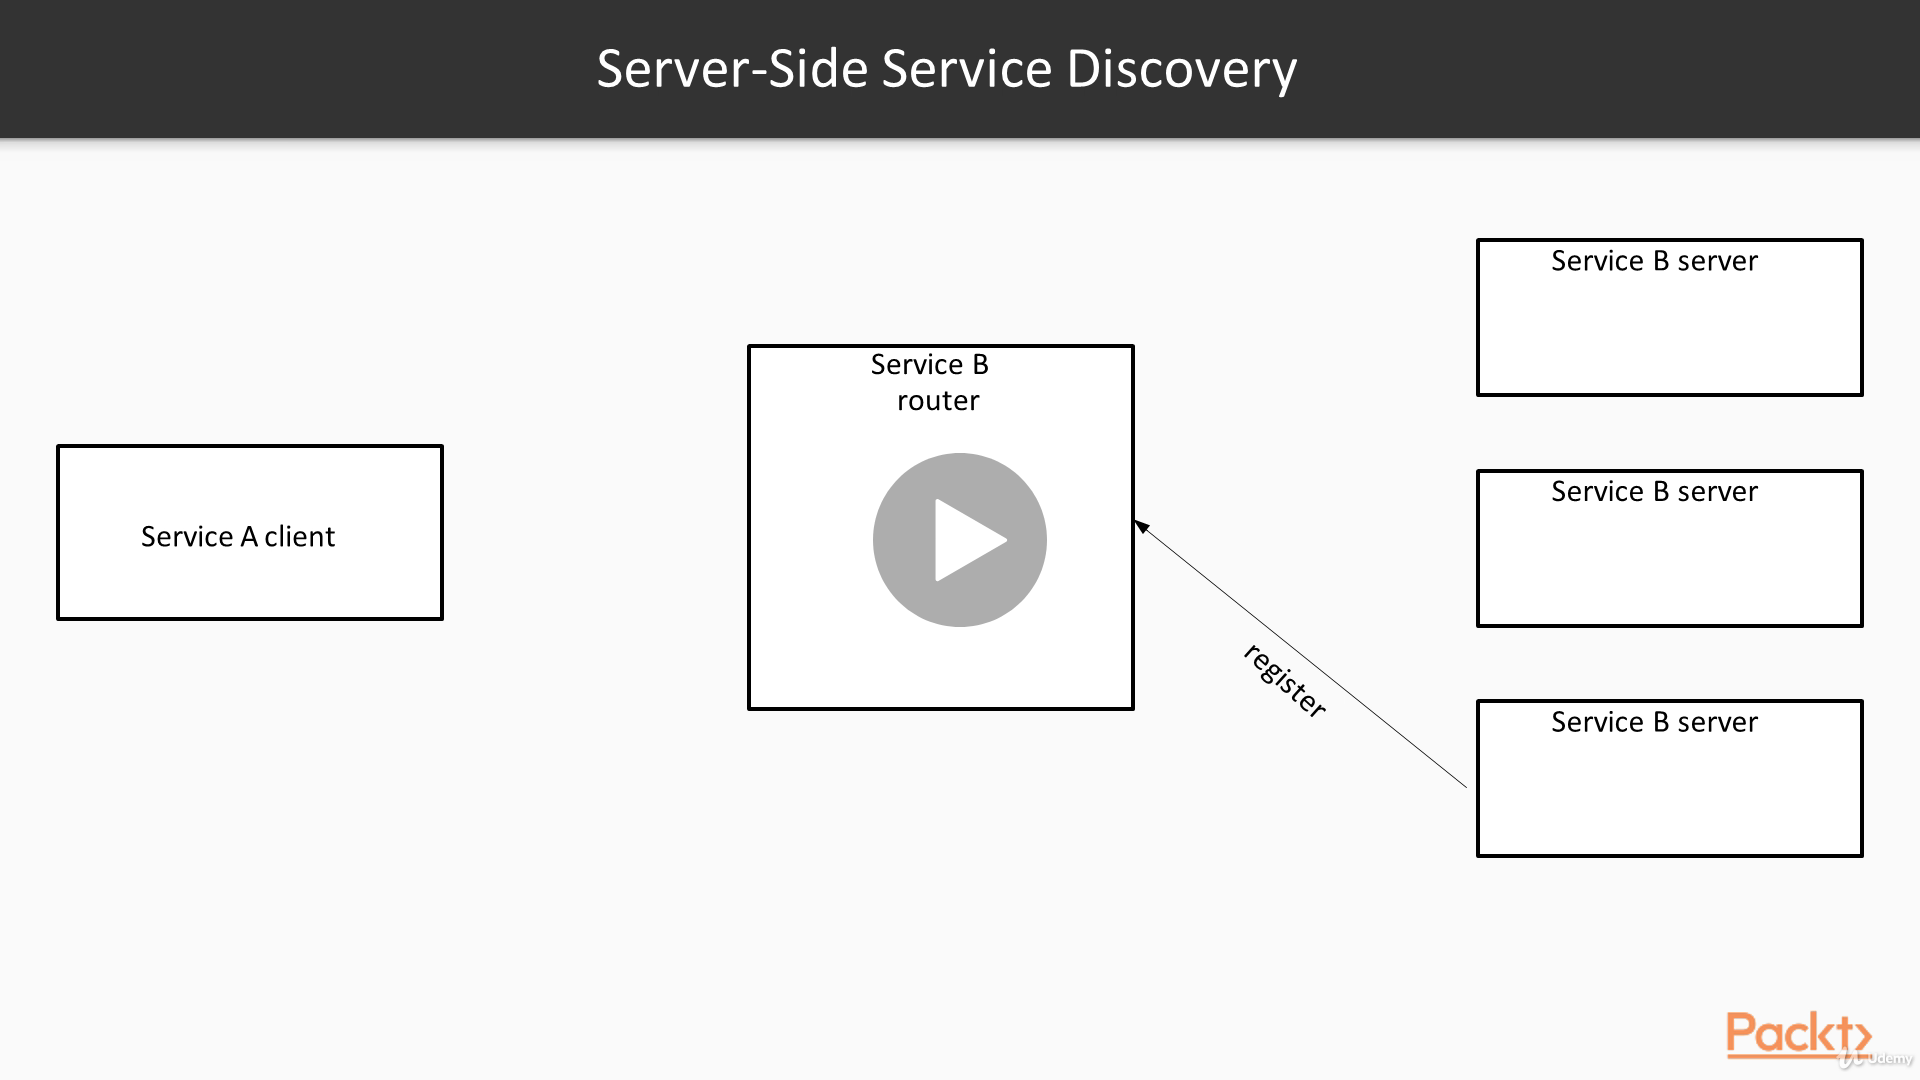 Server-Side Service Discovery
Service B server
Service B
router
Service A client
Service B server
register
Service B server
Packt
Udemy